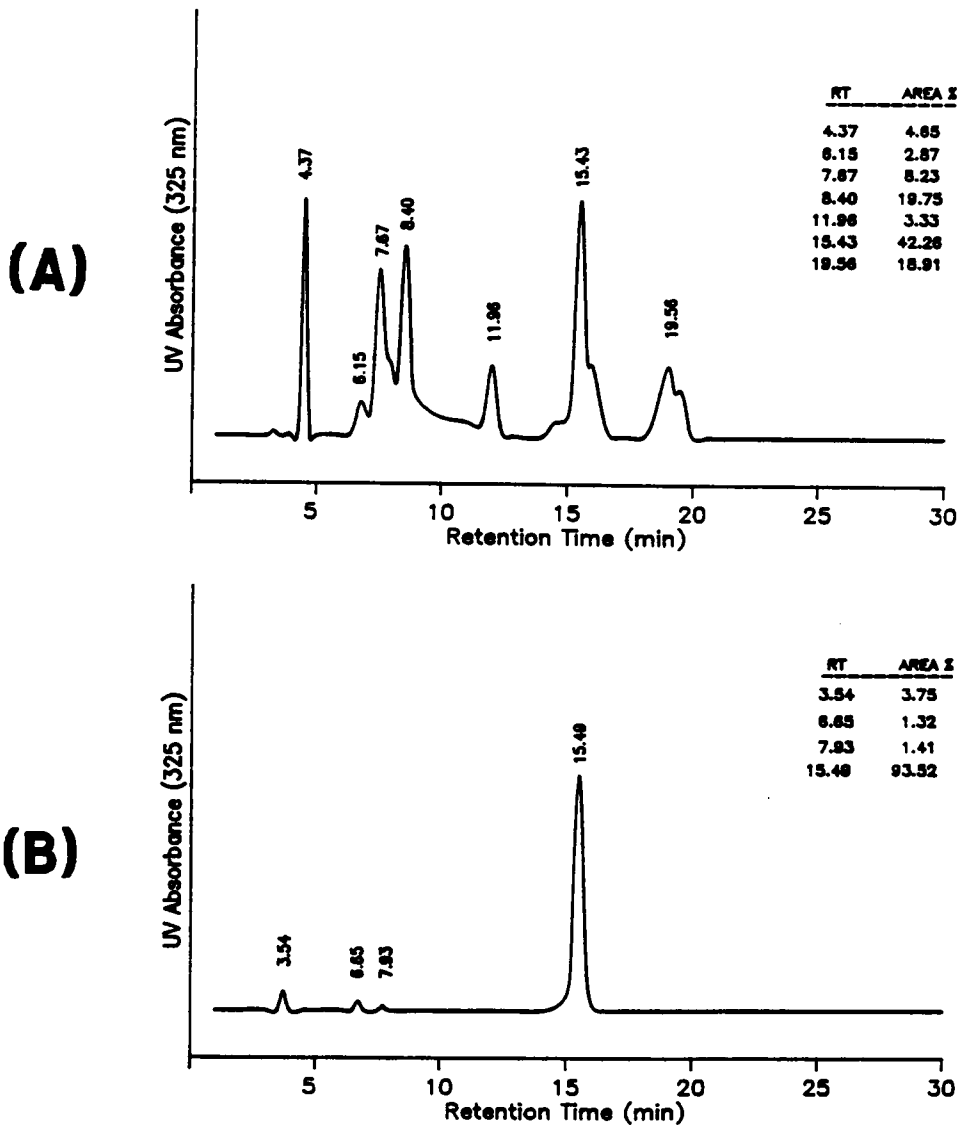 (A)
UV Absorbance (325 nm)
4.37
6.15
7.67
8.40
11.96
15.43
19.56
RT AREA %
4.37 4.65
6.15 2.87
7.67 8.23
8.40 19.75
11.96 3.33
15.43 42.26
19.56 18.91
5 10 15 20 25 30
Retention Time (min)
(B)
UV Absorbance (325 nm)
3.54
6.65
7.93
15.49
RT AREA %
3.54 3.75
6.65 1.32
7.93 1.41
15.49 93.52
5 10 15 20 25 30
Retention Time (min)